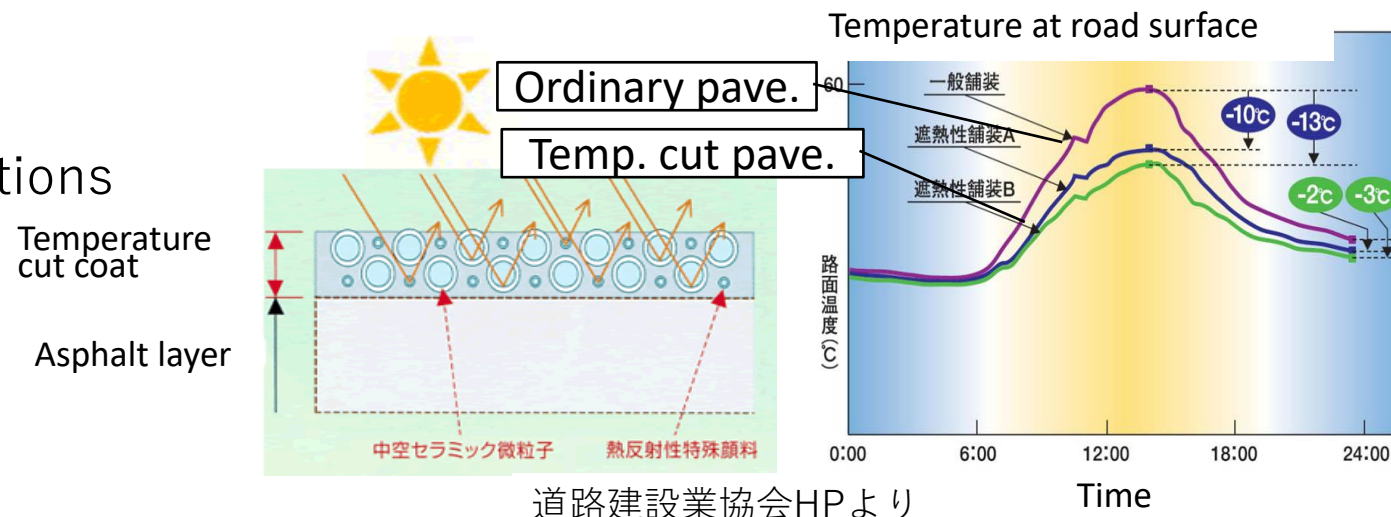 Temperature at road surface
Ordinary pave.
60
一般舗装
-10℃
-13℃
遮熱性舗装A
Temp. cut pave.
tions
遮熱性舗装B
-2℃
-3℃
Temperature
cut coat
路面温度(℃)
Asphalt layer
中空セラミック微粒子
熱反射性特殊顔料
0:00
6:00
12:00
18:00
24:00
道路建設業協会HPより
Time